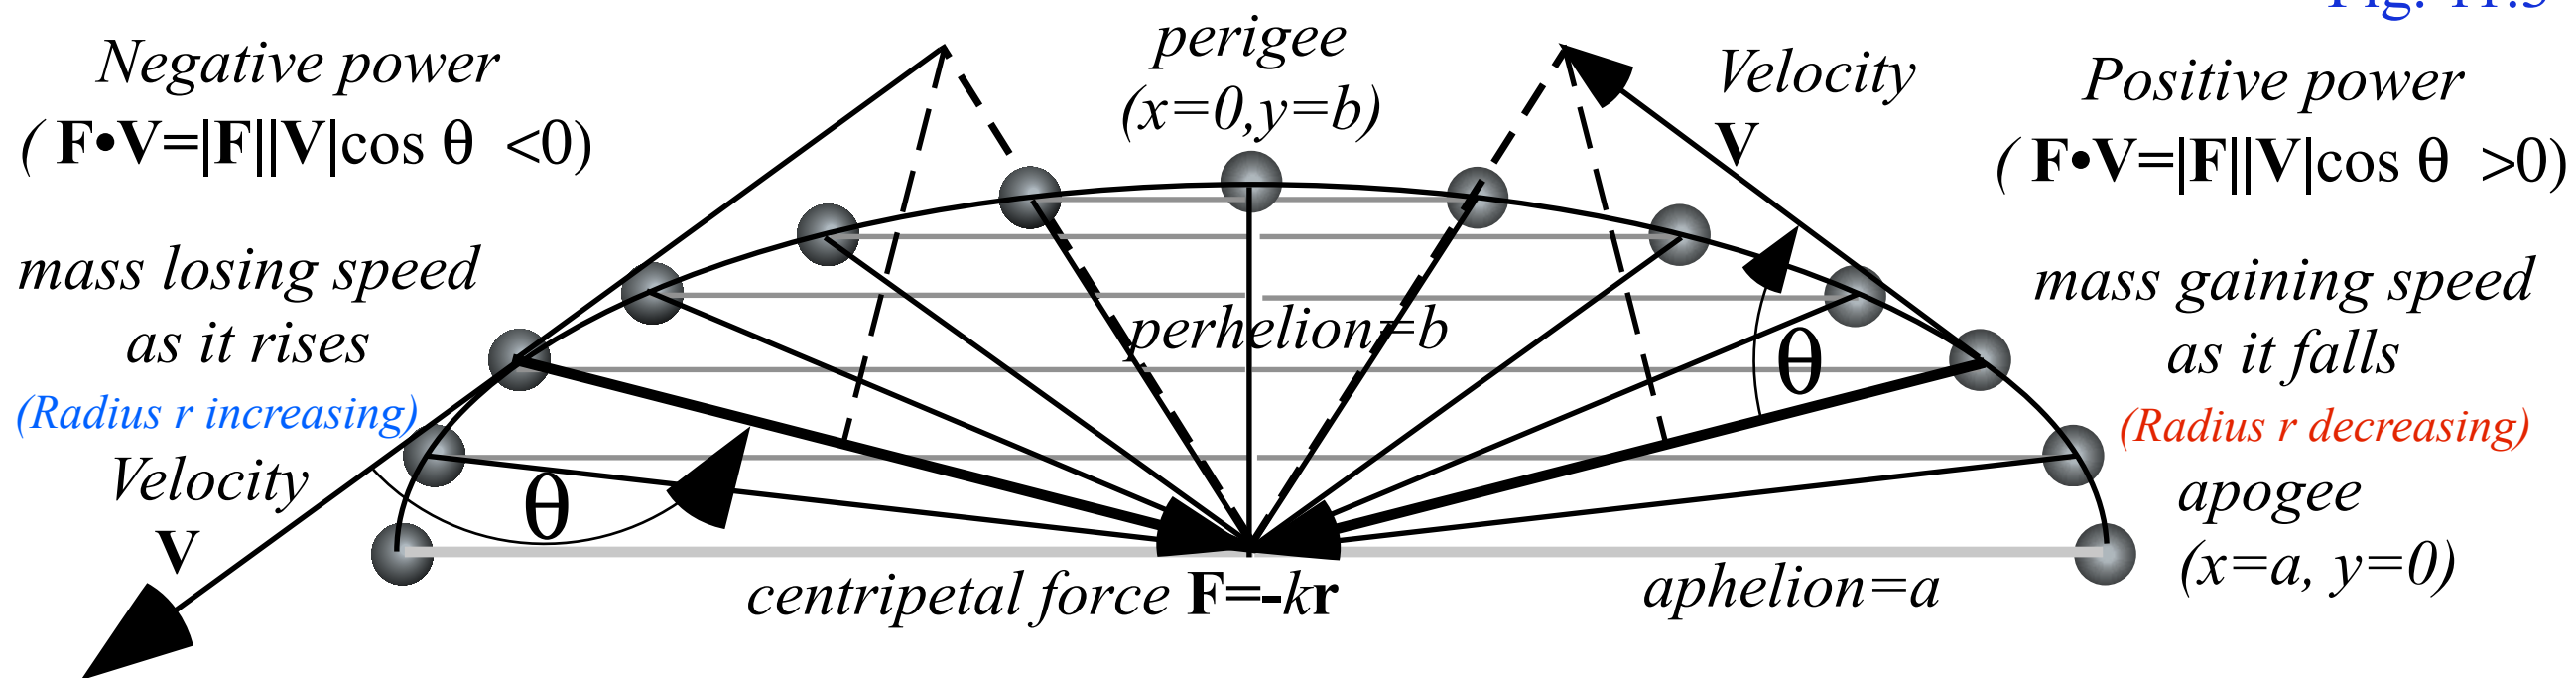 Negative power
( F•V=|F||V|cos θ <0)
mass losing speed
as it rises
(Radius r increasing)
Velocity
V
θ
perigee
(x=0,y=b)
perhelion=b
centripetal force F=-kr
aphelion=a
Velocity
V
θ
Positive power
( F•V=|F||V|cos θ >0)
mass gaining speed
as it falls
(Radius r decreasing)
apogee
(x=a, y=0)